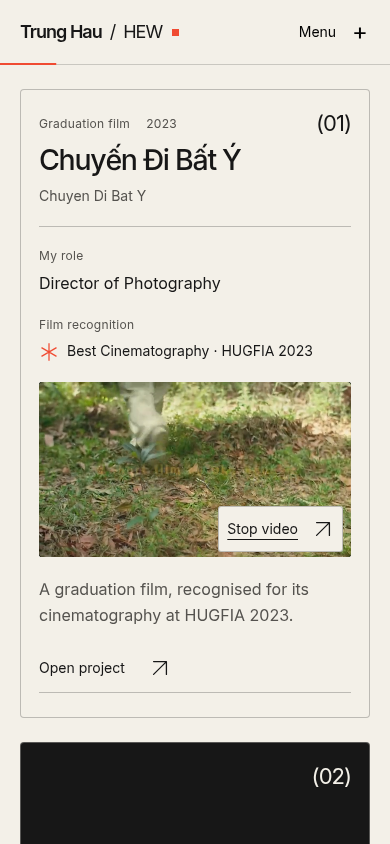 Trung Hau / HEW
Menu +
Graduation film 2023
(01)
Chuyến Đi Bất Ý
Chuyen Di Bat Y
My role
Director of Photography
Film recognition
Best Cinematography · HUGFIA 2023
Stop video
A graduation film, recognised for its
cinematography at HUGFIA 2023.
Open project
(02)